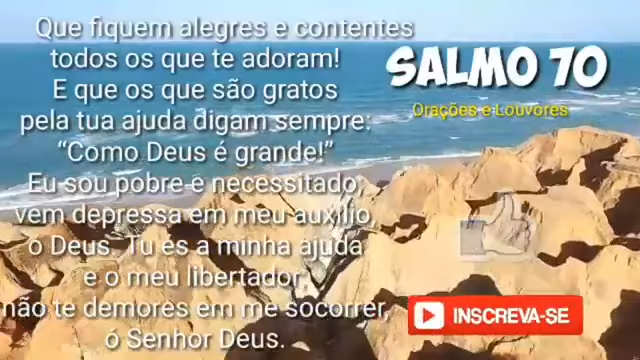 Que fiquem alegres e contentes
todos os que te adoram!
E que os que são gratos
pela tua ajuda digam sempre:
“Como Deus é grande!”
Eu sou pobre e necessitado,
vem depressa em meu auxílio,
ó Deus. Tu és a minha ajuda
e o meu libertador;
não te demores em me socorrer,
ó Senhor Deus.
SALMO 70
Orações e Louvores
INSCREVA-SE